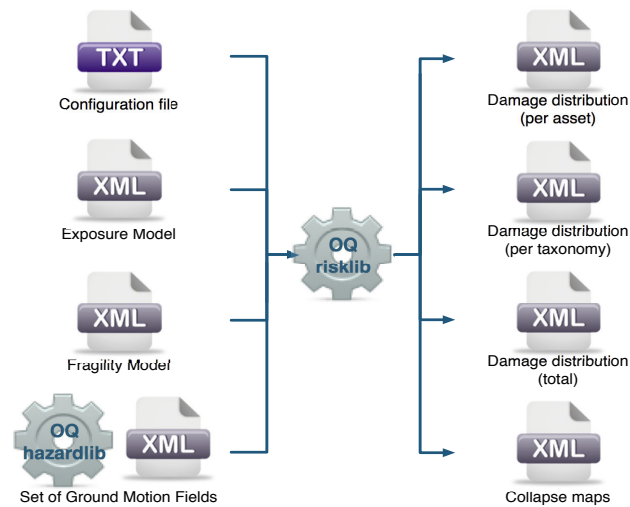 TXT
Configuration file
XML
Exposure Model
XML
Fragility Model
OQ
hazardlib
XML
Set of Ground Motion Fields
OQ
risklib
XML
Damage distribution
(per asset)
XML
Damage distribution
(per taxonomy)
XML
Damage distribution
(total)
XML
Collapse maps